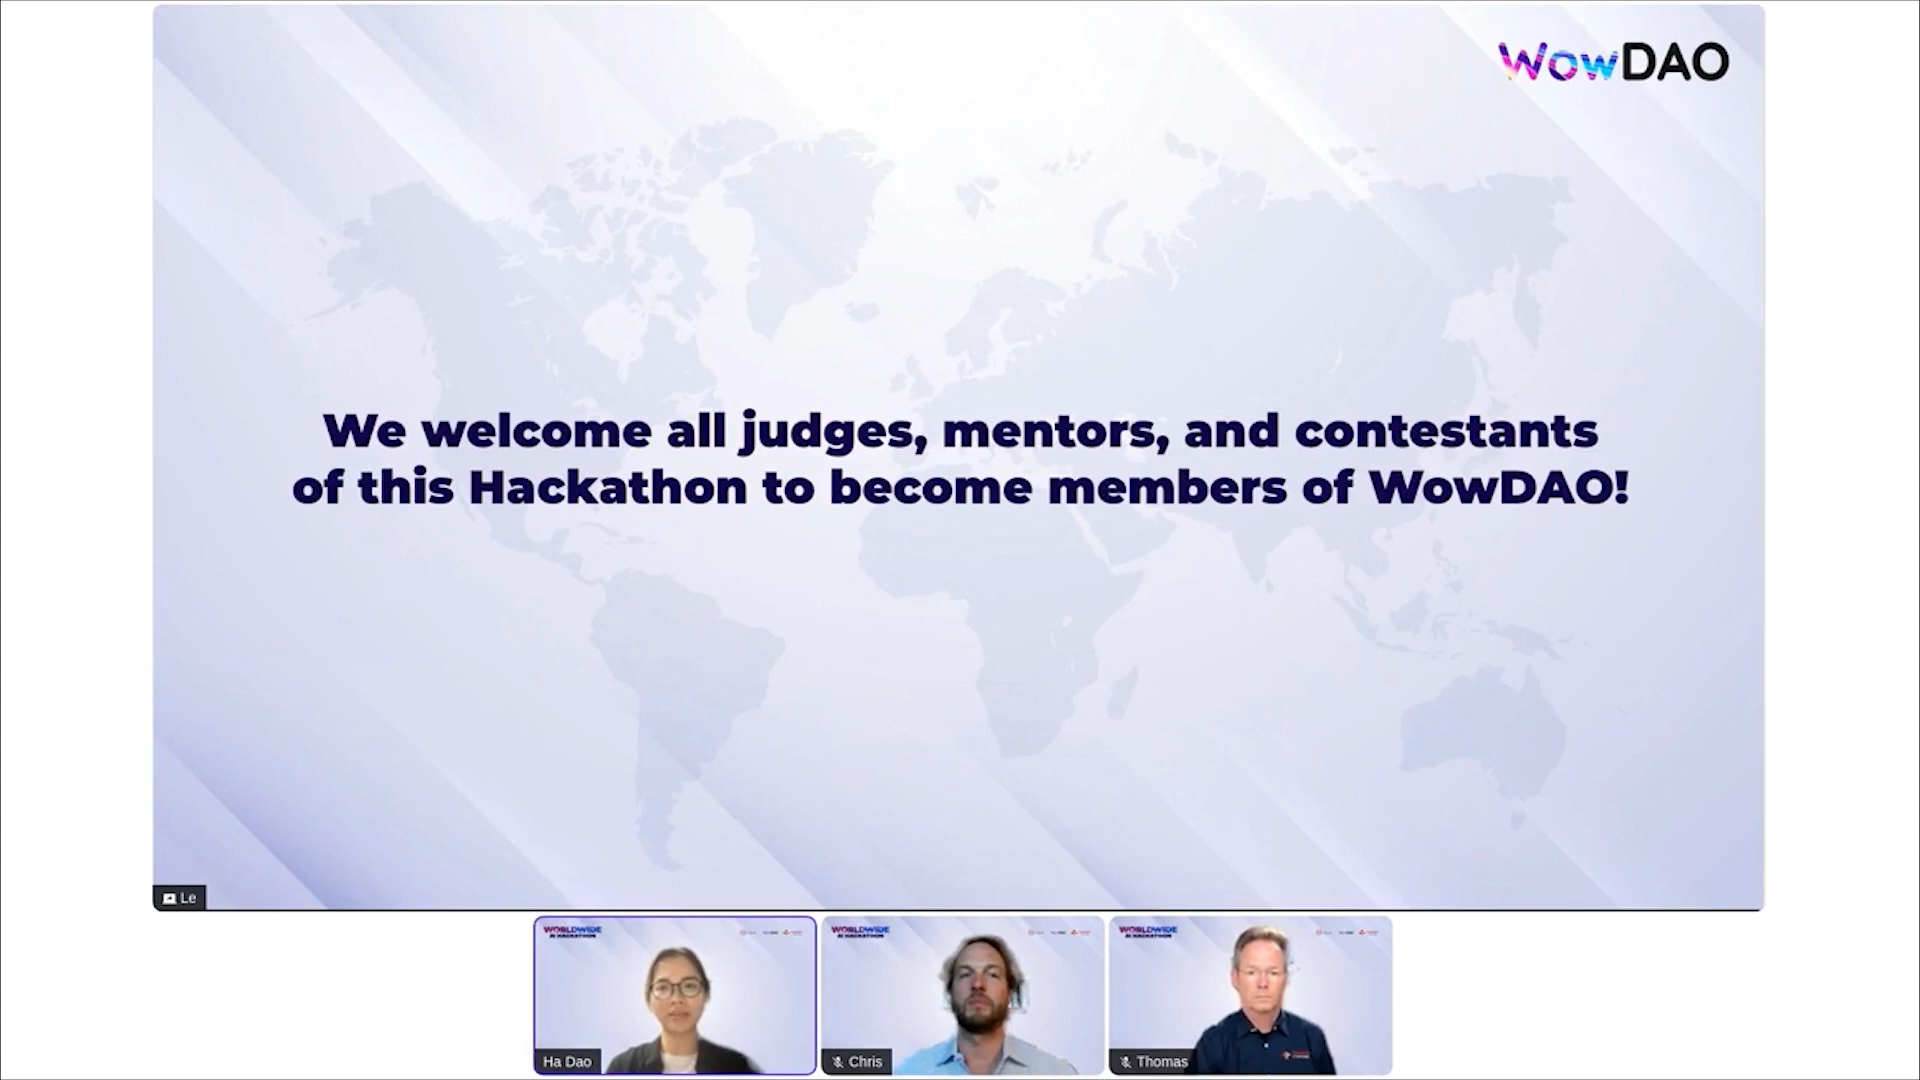 WowDAO
We welcome all judges, mentors, and contestants
of this Hackathon to become members of WowDAO!
Le
WORLDWIDE
AI HACKATHON
Ha Dao
WORLDWIDE
AI HACKATHON
Chris
WORLDWIDE
AI HACKATHON
Thomas